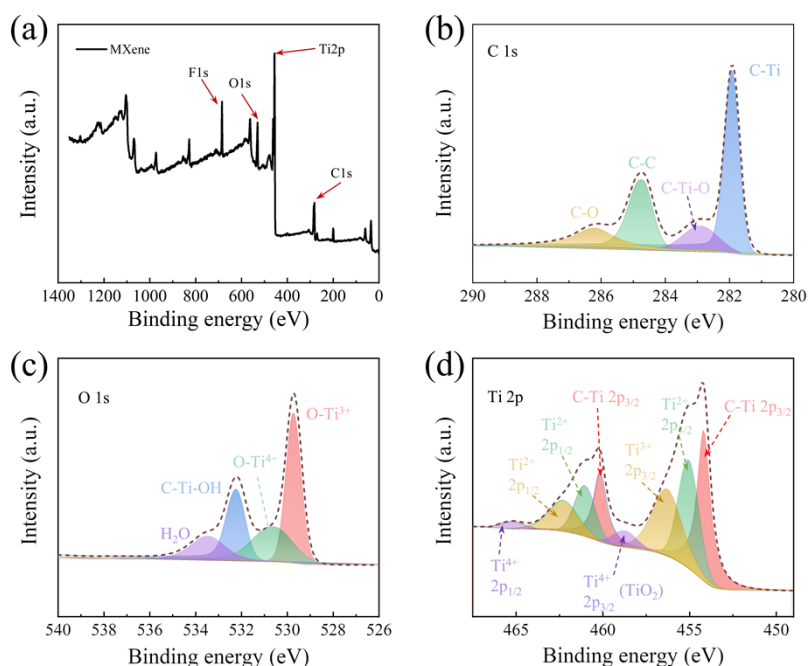 (a)
MXene
Ti2p
F1s
O1s
C1s
Intensity (a.u.)
1400 1200 1000 800 600 400 200 0
Binding energy (eV)
(b)
C 1s
C-Ti
C-C
C-Ti-O
C-O
Intensity (a.u.)
290 288 286 284 282 280
Binding energy (eV)
(c)
O 1s
O-Ti³⁺
O-Ti⁴⁺
C-Ti-OH
H₂O
Intensity (a.u.)
540 538 536 534 532 530 528 526
Binding energy (eV)
(d)
Ti 2p
C-Ti 2p₃/₂
Ti²⁺
2p₁/₂
Ti²⁺
2p₁/₂
Ti³⁺
2p₃/₂
Ti²⁺
C-Ti 2p₃/₂
Ti⁴⁺
2p₁/₂
Ti⁴⁺
2p₃/₂
(TiO₂)
Intensity (a.u.)
465 460 455 450
Binding energy (eV)